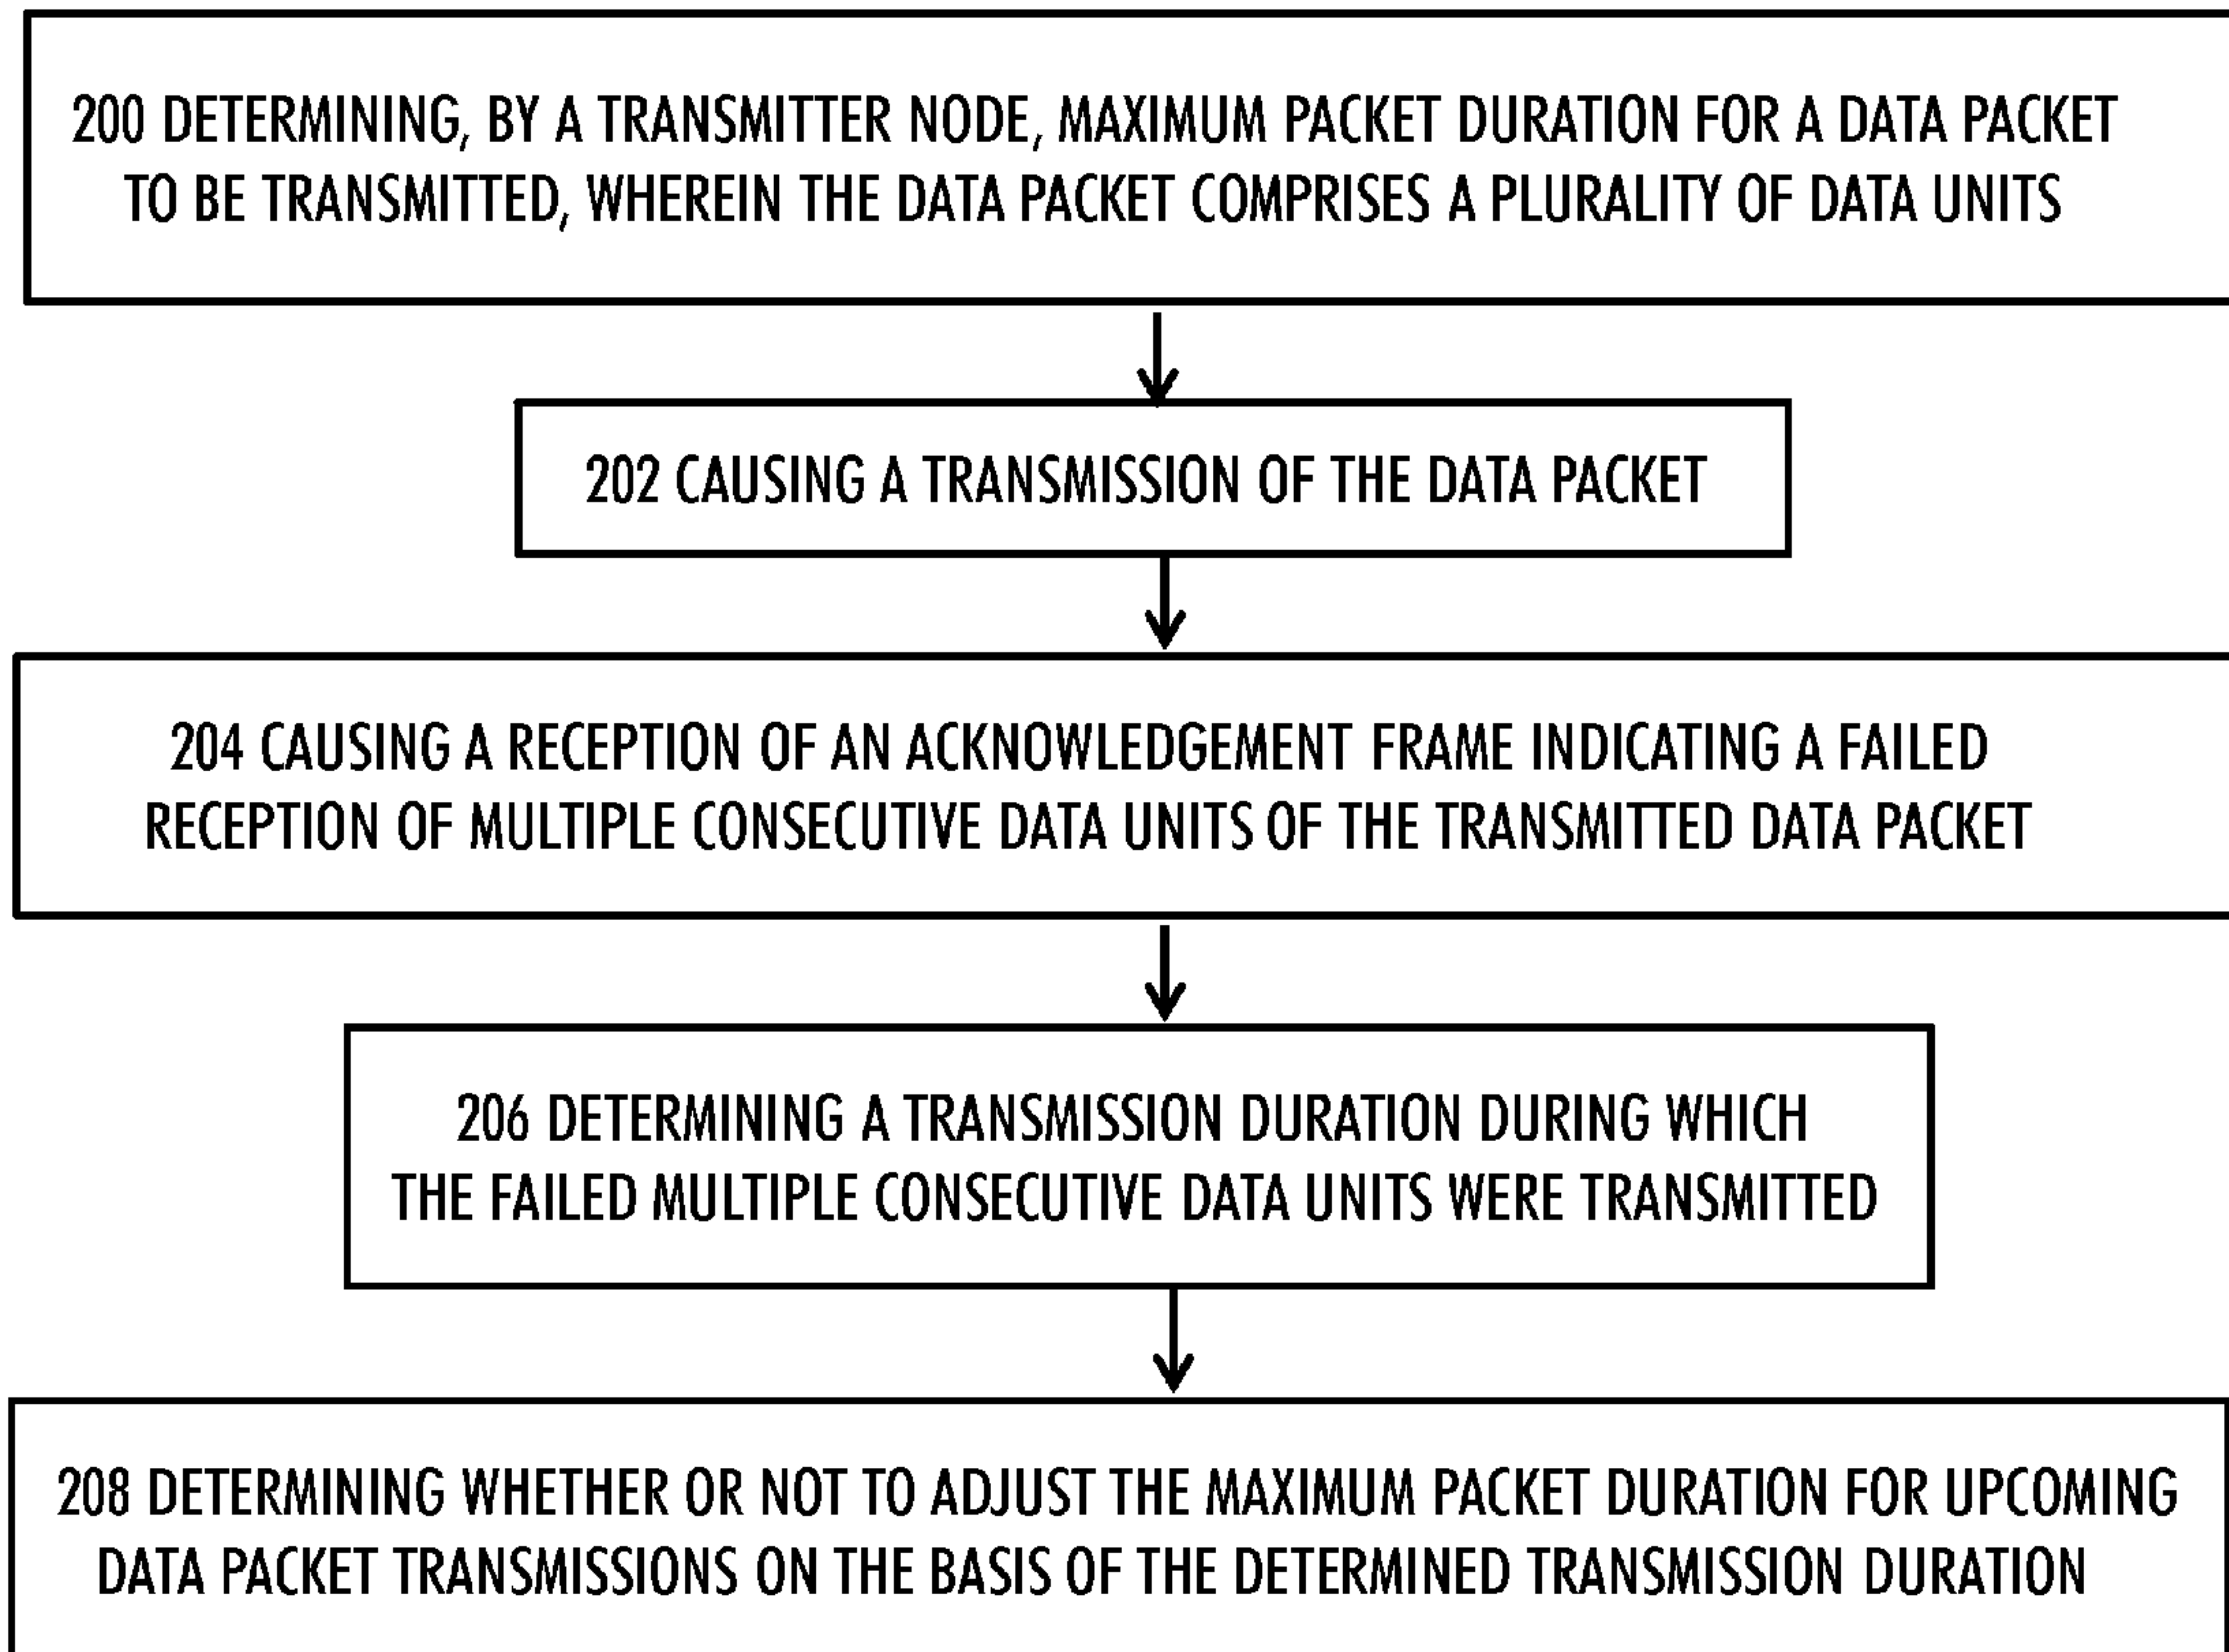 200 DETERMINING, BY A TRANSMITTER NODE, MAXIMUM PACKET DURATION FOR A DATA PACKET
TO BE TRANSMITTED, WHEREIN THE DATA PACKET COMPRISES A PLURALITY OF DATA UNITS
202 CAUSING A TRANSMISSION OF THE DATA PACKET
204 CAUSING A RECEPTION OF AN ACKNOWLEDGEMENT FRAME INDICATING A FAILED
RECEPTION OF MULTIPLE CONSECUTIVE DATA UNITS OF THE TRANSMITTED DATA PACKET
206 DETERMINING A TRANSMISSION DURATION DURING WHICH
THE FAILED MULTIPLE CONSECUTIVE DATA UNITS WERE TRANSMITTED
208 DETERMINING WHETHER OR NOT TO ADJUST THE MAXIMUM PACKET DURATION FOR UPCOMING
DATA PACKET TRANSMISSIONS ON THE BASIS OF THE DETERMINED TRANSMISSION DURATION